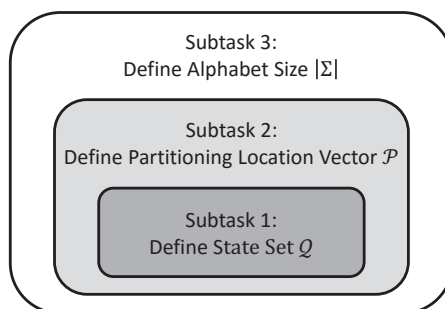 Subtask 3:
Define Alphabet Size |Σ|
Subtask 2:
Define Partitioning Location Vector 𝒫
Subtask 1:
Define State Set 𝒬